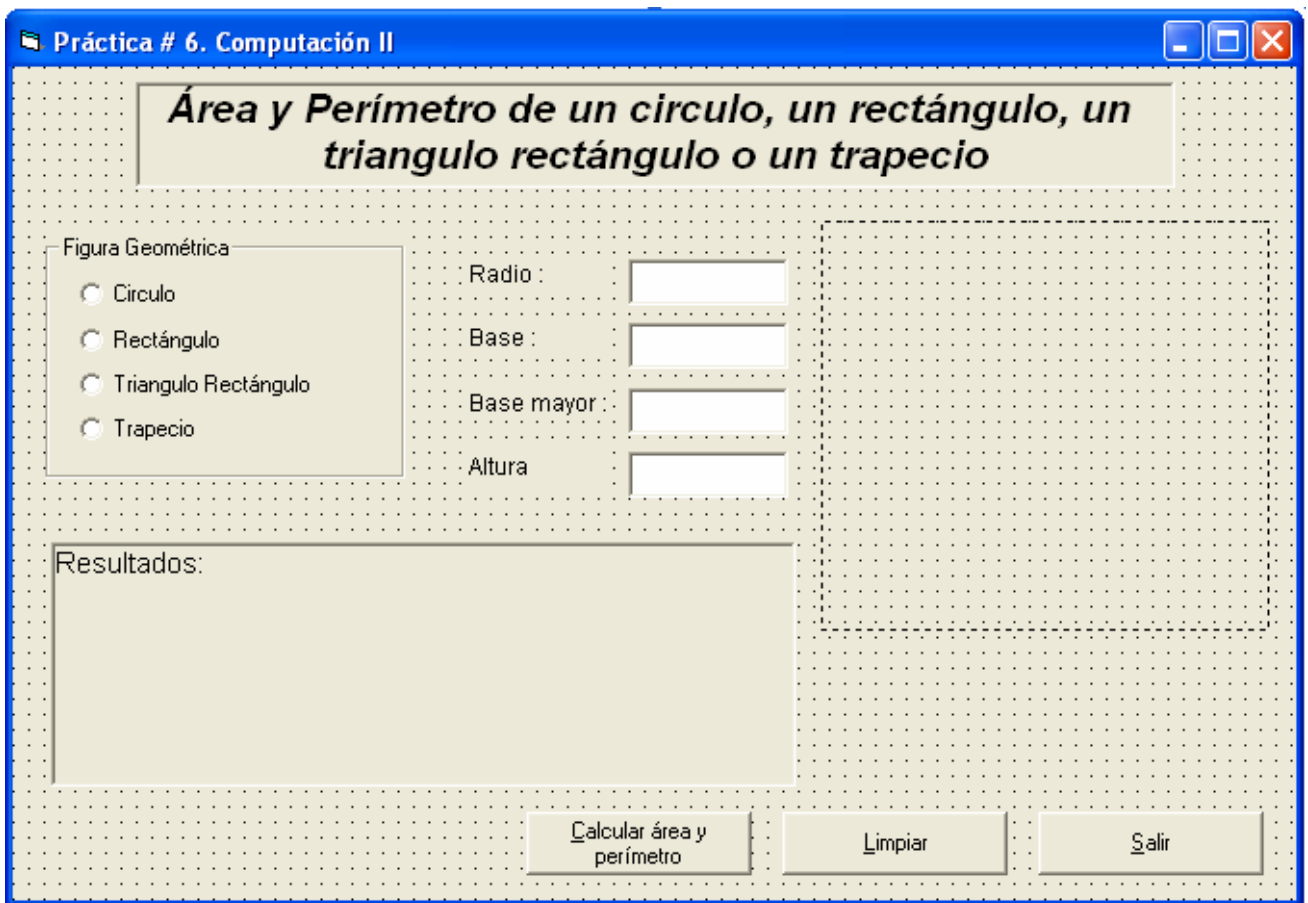 Práctica # 6. Computación II
Área y Perímetro de un circulo, un rectángulo, un
triangulo rectángulo o un trapecio
Figura Geométrica
Circulo
Rectángulo
Triangulo Rectángulo
Trapecio
Radio :
Base :
Base mayor :
Altura
Resultados:
Calcular área y
perímetro
Limpiar
Salir